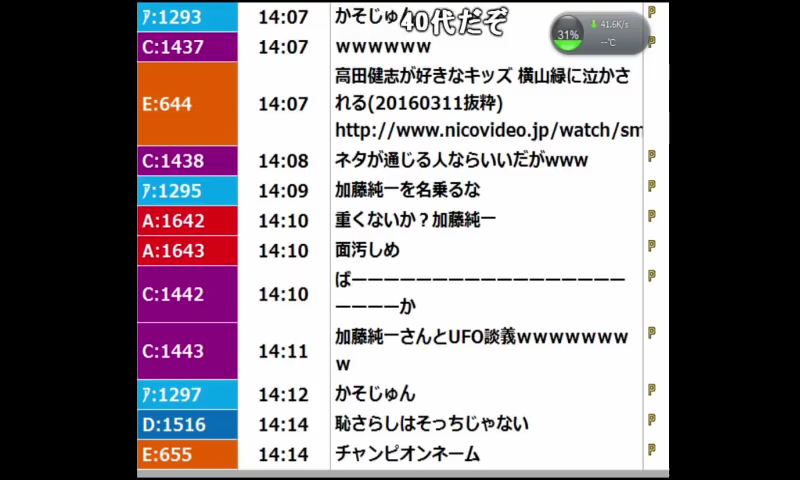 ｱ:1293 14:07 かそじゅん P
40代だぞ
31% 41.6K/s
--°C
C:1437 14:07 wwwwww P
E:644 14:07 高田健志が好きなキッズ 横山緑に泣かさ
れる(20160311抜粋)
http://www.nicovideo.jp/watch/sm
C:1438 14:08 ネタが通じる人ならいいだがwww P
ｱ:1295 14:09 加藤純一を名乗るな P
A:1642 14:10 重くないか？加藤純一 P
A:1643 14:10 面汚しめ P
C:1442 14:10 ばーーーーーーーーーーーーーーーーー P
ーーーーか
C:1443 14:11 加藤純一さんとUFO談義wwwwwwww P
w
ｱ:1297 14:12 かそじゅん P
D:1516 14:14 恥さらしはそっちじゃない P
E:655 14:14 チャンピオンネーム P